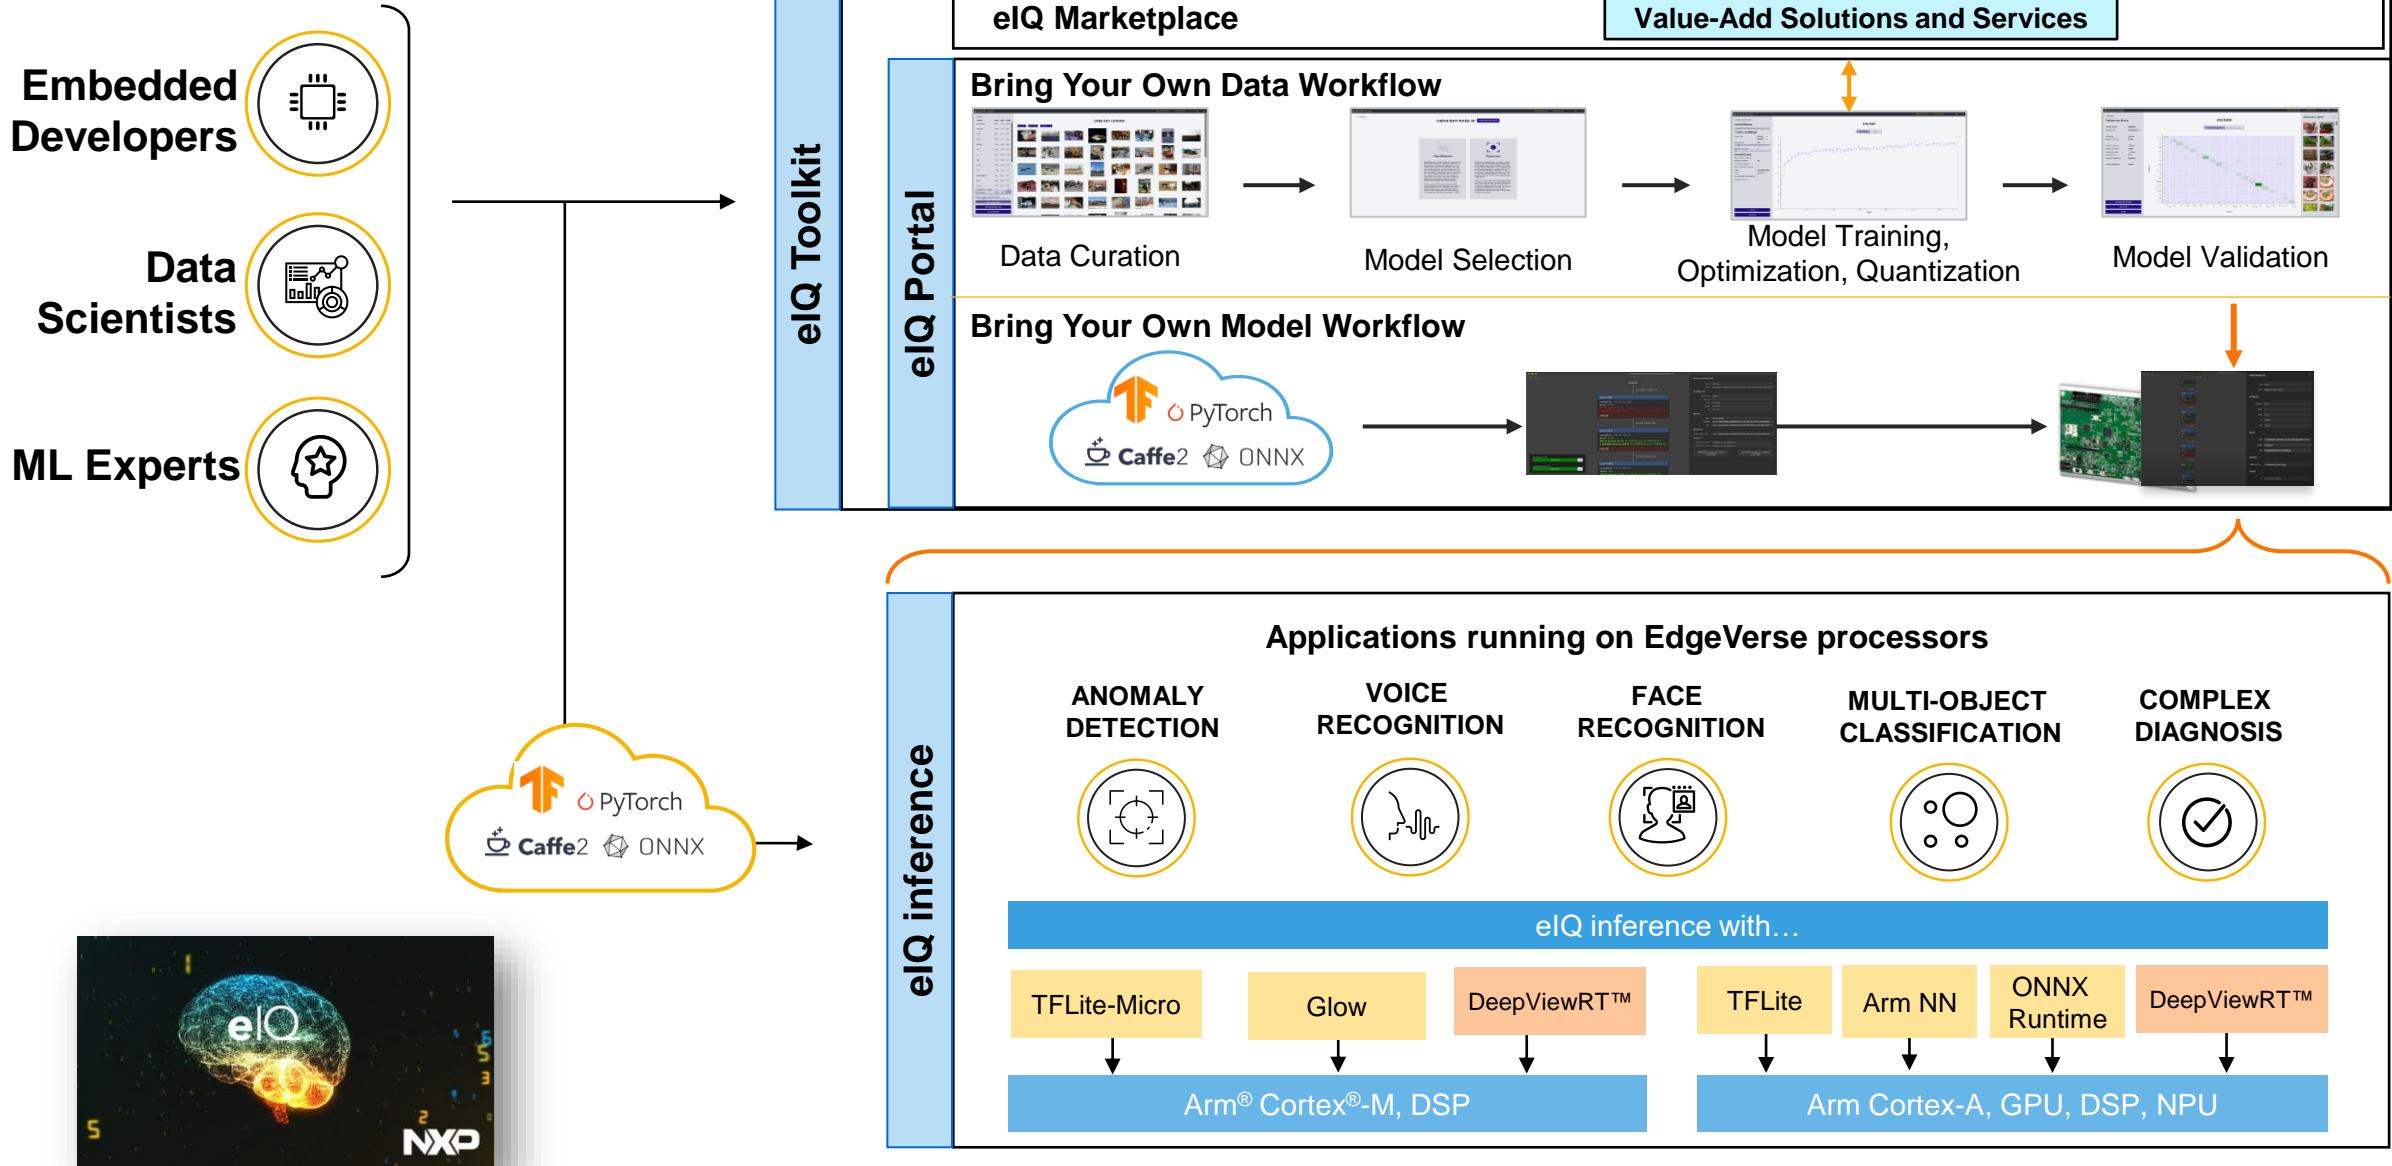 eIQ Marketplace
Value-Add Solutions and Services
Embedded
Developers
Data
Scientists
ML Experts
eIQ Toolkit
eIQ Portal
Bring Your Own Data Workflow
Data Curation
Model Selection
Model Training,
Optimization, Quantization
Model Validation
Bring Your Own Model Workflow
PyTorch
Caffe2
ONNX
PyTorch
Caffe2
ONNX
eIQ
NXP
eIQ inference
Applications running on EdgeVerse processors
ANOMALY
DETECTION
VOICE
RECOGNITION
FACE
RECOGNITION
MULTI-OBJECT
CLASSIFICATION
COMPLEX
DIAGNOSIS
eIQ inference with…
TFLite-Micro
Glow
DeepViewRT™
TFLite
Arm NN
ONNX
Runtime
DeepViewRT™
Arm® Cortex®-M, DSP
Arm Cortex-A, GPU, DSP, NPU